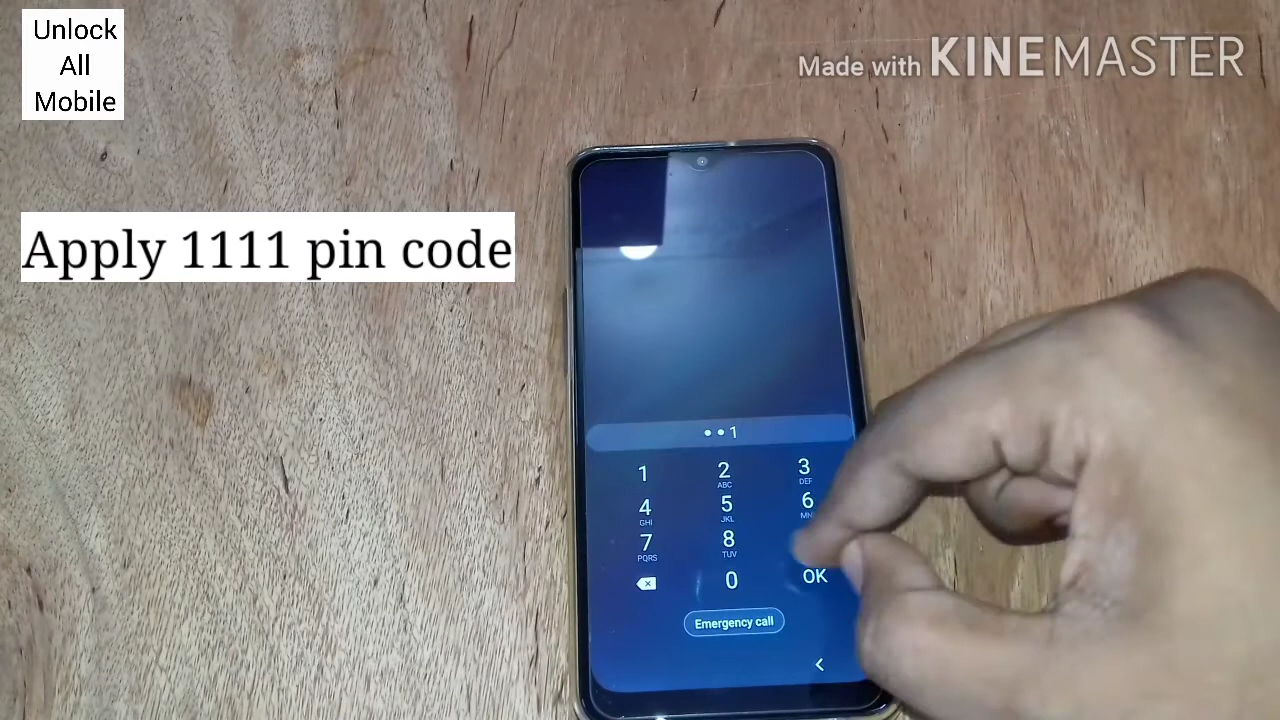 Unlock
All
Mobile
Made with KINEMASTER
Apply 1111 pin code
••1
1 2 3
ABC DEF
4 5 6
GHI JKL MN
7 8
PQRS TUV
0 OK
Emergency call